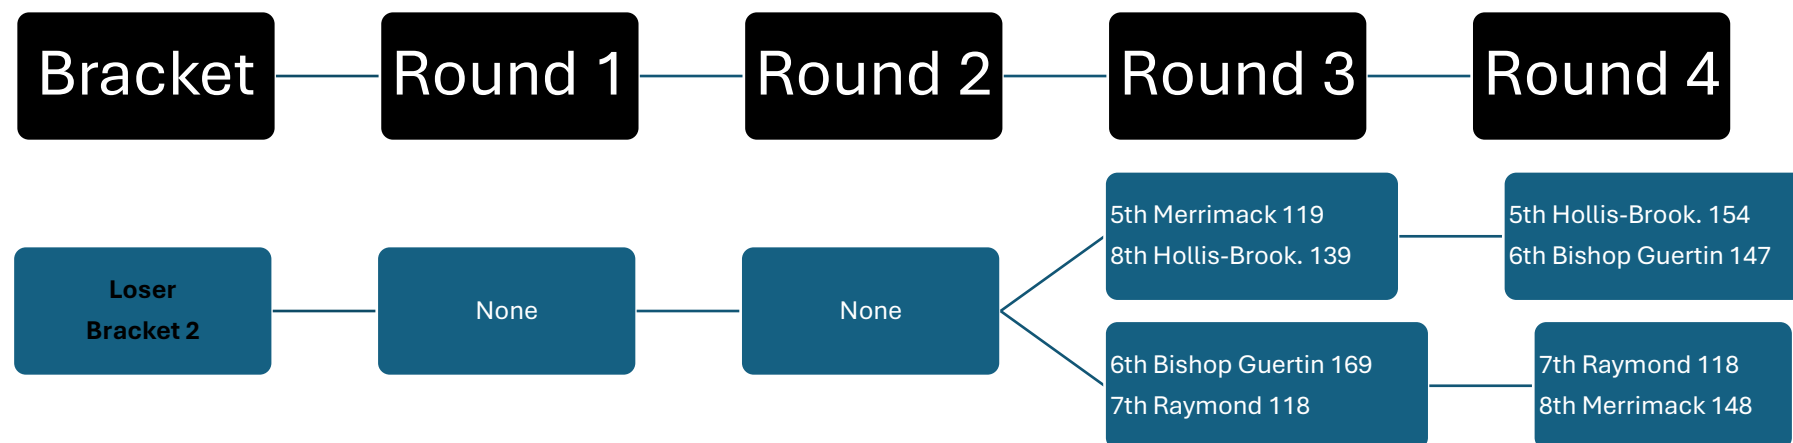 Bracket
Round 1
Round 2
Round 3
Round 4
Loser
Bracket 2
None
None
5th Merrimack 119
8th Hollis-Brook. 139
5th Hollis-Brook. 154
6th Bishop Guertin 147
6th Bishop Guertin 169
7th Raymond 118
7th Raymond 118
8th Merrimack 148